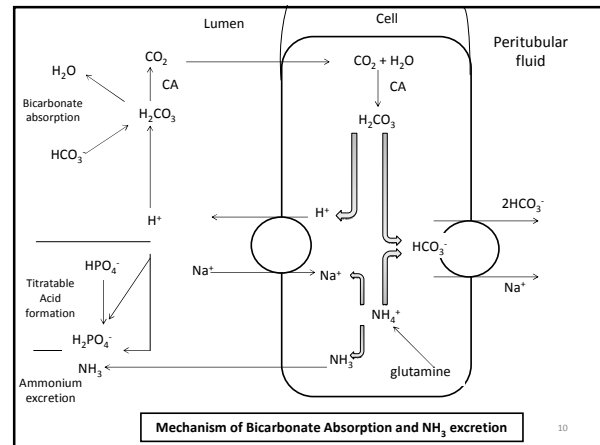 Lumen
Cell
Peritubular
fluid
CO₂
H₂O
CA
Bicarbonate
absorption
H₂CO₃
HCO₃⁻
H⁺
CO₂ + H₂O
CA
H₂CO₃
H⁺
HCO₃⁻
2HCO₃⁻
Na⁺
Na⁺
Na⁺
HPO₄⁻
Titratable
Acid
formation
H₂PO₄⁻
NH₃
Ammonium
excretion
NH₄⁺
NH₃
glutamine
Mechanism of Bicarbonate Absorption and NH₃ excretion
10